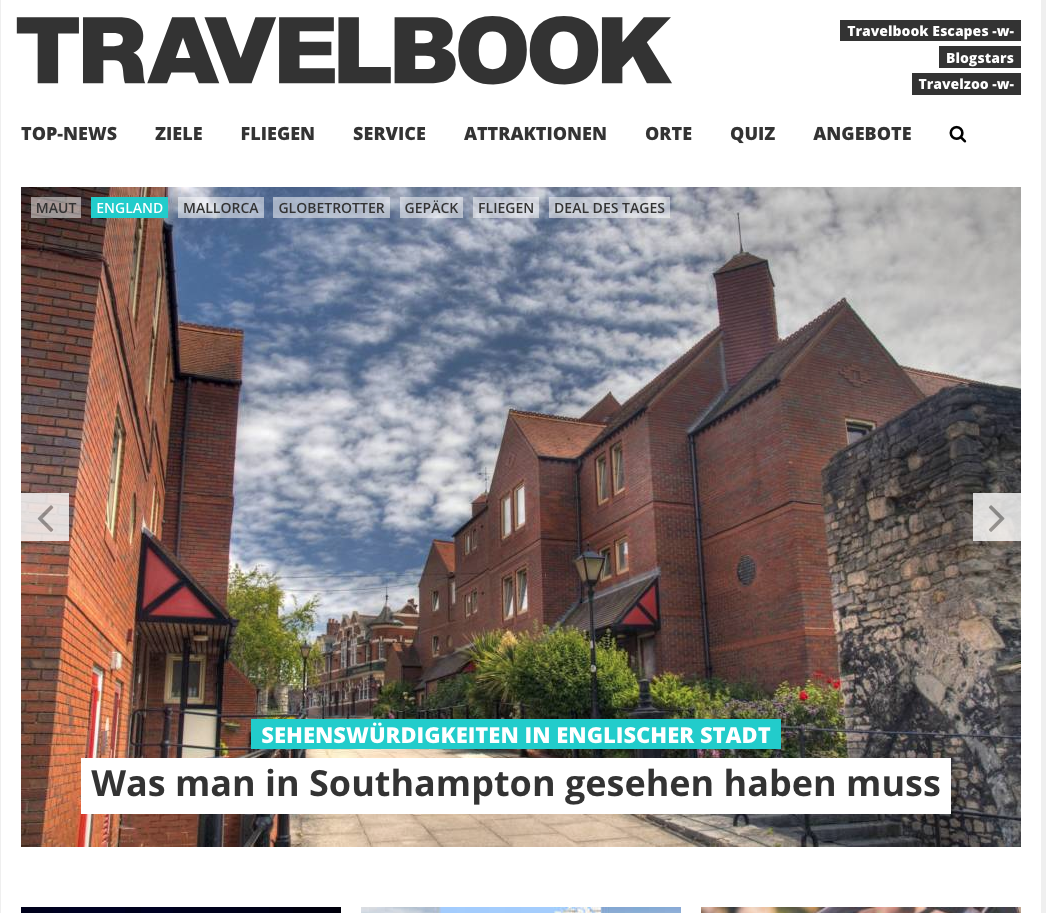 TRAVELBOOK
Travelbook Escapes -w-
Blogstars
Travelzoo -w-
TOP-NEWS ZIELE FLIEGEN SERVICE ATTRAKTIONEN ORTE QUIZ ANGEBOTE
MAUT ENGLAND MALLORCA GLOBETROTTER GEPÄCK FLIEGEN DEAL DES TAGES
SEHENSWÜRDIGKEITEN IN ENGLISCHER STADT
Was man in Southampton gesehen haben muss